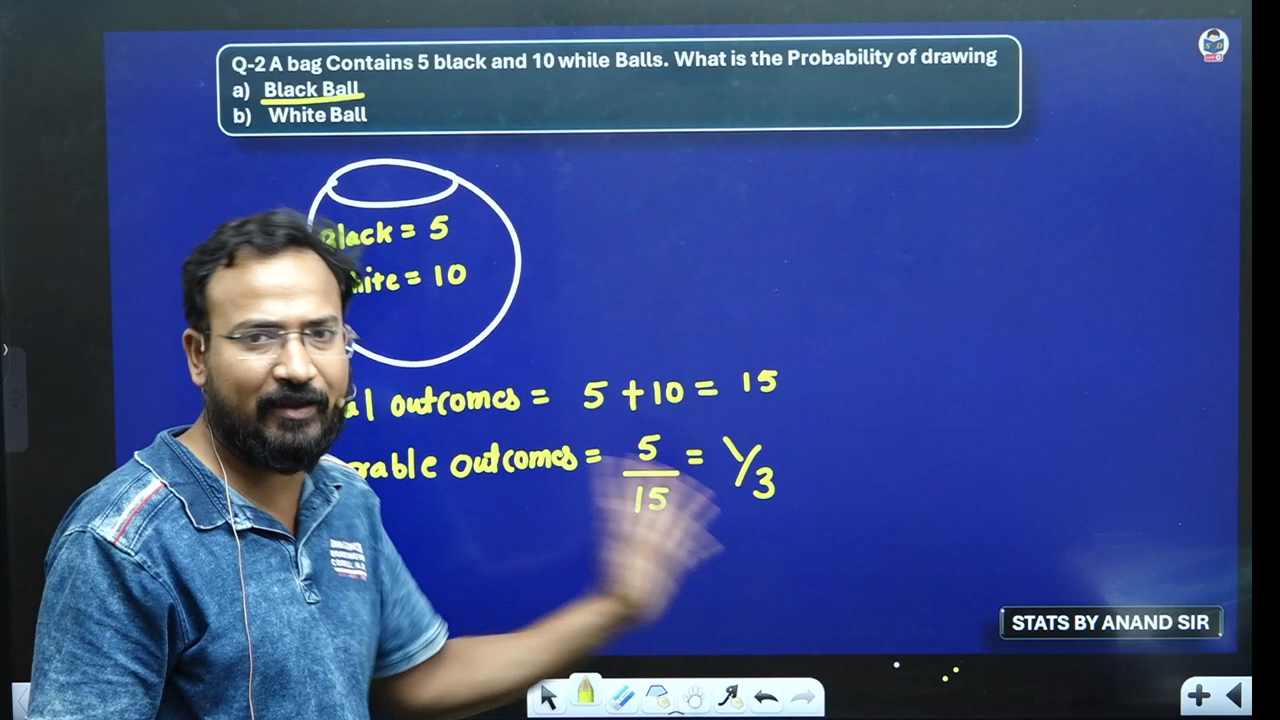 Q-2 A bag Contains 5 black and 10 while Balls. What is the Probability of drawing
a) Black Ball
b) White Ball
Black = 5
hite = 10
al outcomes = 5 + 10 = 15
rable outcomes = 5/15 = 1/3
STATS BY ANAND SIR